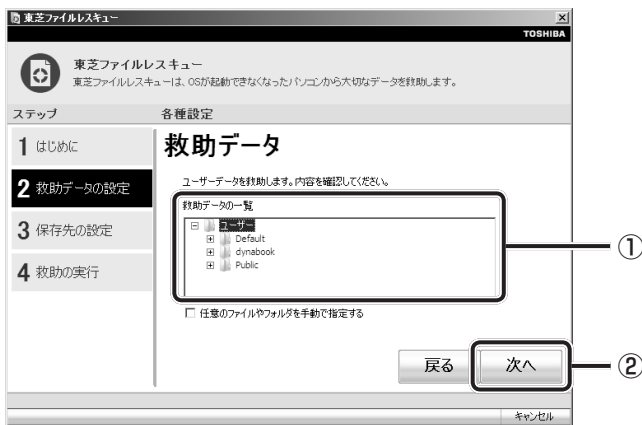 東芝ファイルレスキュー
TOSHIBA
東芝ファイルレスキュー
東芝ファイルレスキューは、OSが起動できなくなったパソコンから大切なデータを救助します。
ステップ
各種設定
1 はじめに
2 救助データの設定
3 保存先の設定
4 救助の実行
救助データ
ユーザーデータを救助します。内容を確認してください。
救助データの一覧
ユーザー
Default
dynabook
Public
任意のファイルやフォルダを手動で指定する
①
戻る
次へ
②
キャンセル